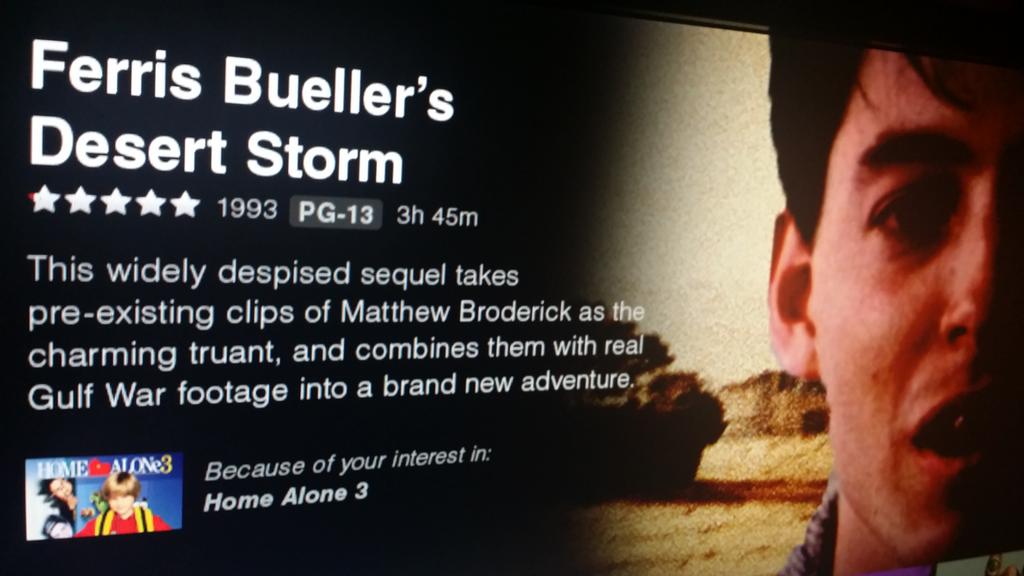 Ferris Bueller's
Desert Storm
1993 PG-13 3h 45m
This widely despised sequel takes
pre-existing clips of Matthew Broderick as the
charming truant, and combines them with real
Gulf War footage into a brand new adventure.
HOME ALONe3
Because of your interest in:
Home Alone 3